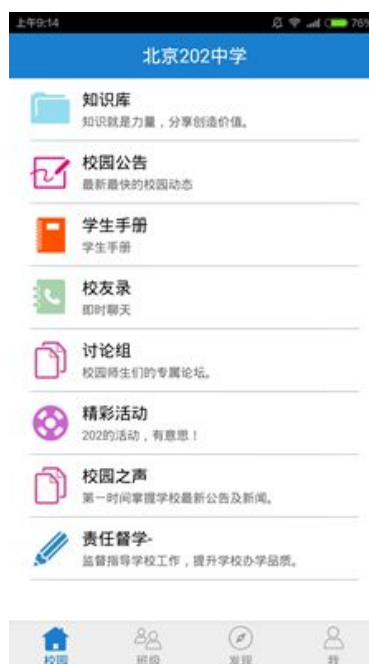 上午9:14 76%
北京202中学
知识库
知识就是力量，分享创造价值。
校园公告
最新最快的校园动态
学生手册
学生手册
校友录
即时聊天
讨论组
校园师生们的专属论坛。
精彩活动
202的活动，有意思！
校园之声
第一时间掌握学校最新公告及新闻。
责任督学-
监督指导学校工作，提升学校办学品质。
校园 班级 发现 我